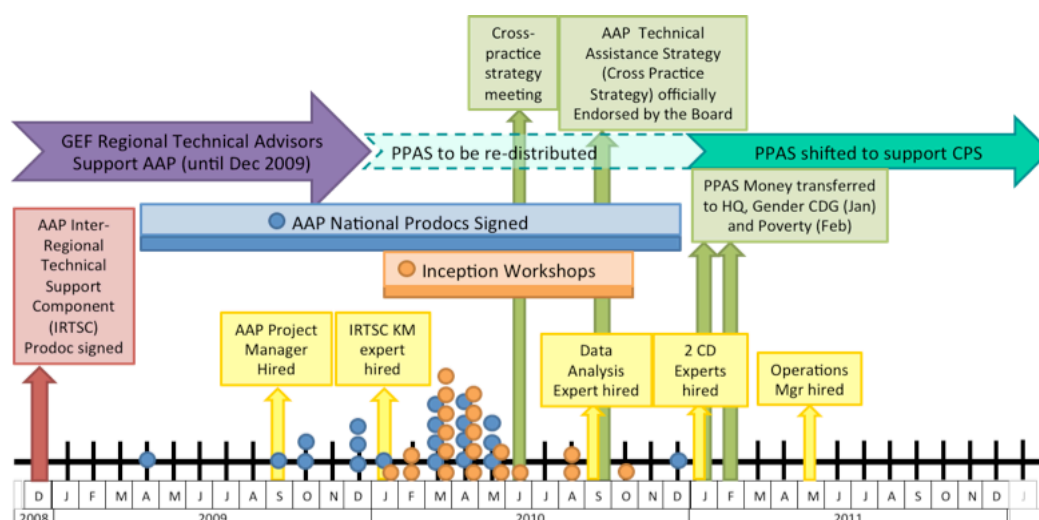 Cross-
practice
strategy
meeting
AAP Technical
Assistance Strategy
(Cross Practice
Strategy) officially
Endorsed by the Board
GEF Regional Technical Advisors
Support AAP (until Dec 2009)
PPAS to be re-distributed
PPAS shifted to support CPS
PPAS Money transferred
to HQ, Gender CDG (Jan)
and Poverty (Feb)
AAP Inter-
Regional
Technical
Support
Component
(IRTSC)
Prodoc signed
AAP National Prodocs Signed
Inception Workshops
AAP Project
Manager
Hired
IRTSC KM
expert
hired
Data
Analysis
Expert hired
2 CD
Experts
hired
Operations
Mgr hired
D J F M A M J J A S O N D J F M A M J J A S O N D J F M A M J J A S O N D J
2008 2009 2010 2011